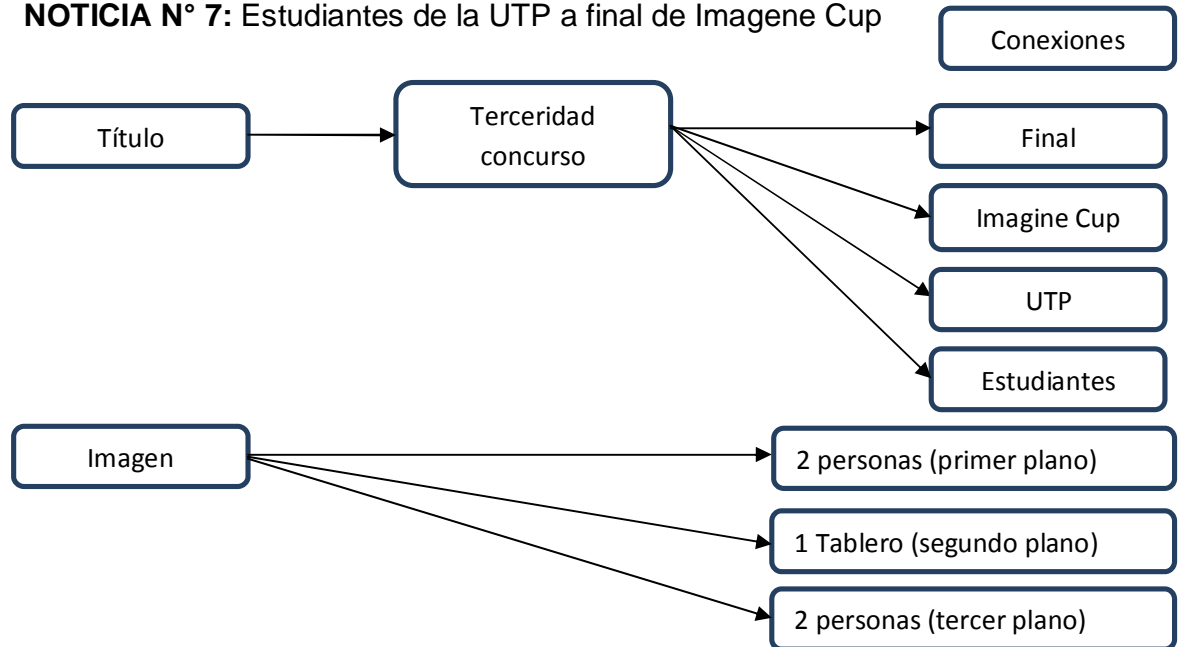 NOTICIA N° 7: Estudiantes de la UTP a final de Imagene Cup
Conexiones
Título
Terceridad
concurso
Final
Imagine Cup
UTP
Estudiantes
Imagen
2 personas (primer plano)
1 Tablero (segundo plano)
2 personas (tercer plano)